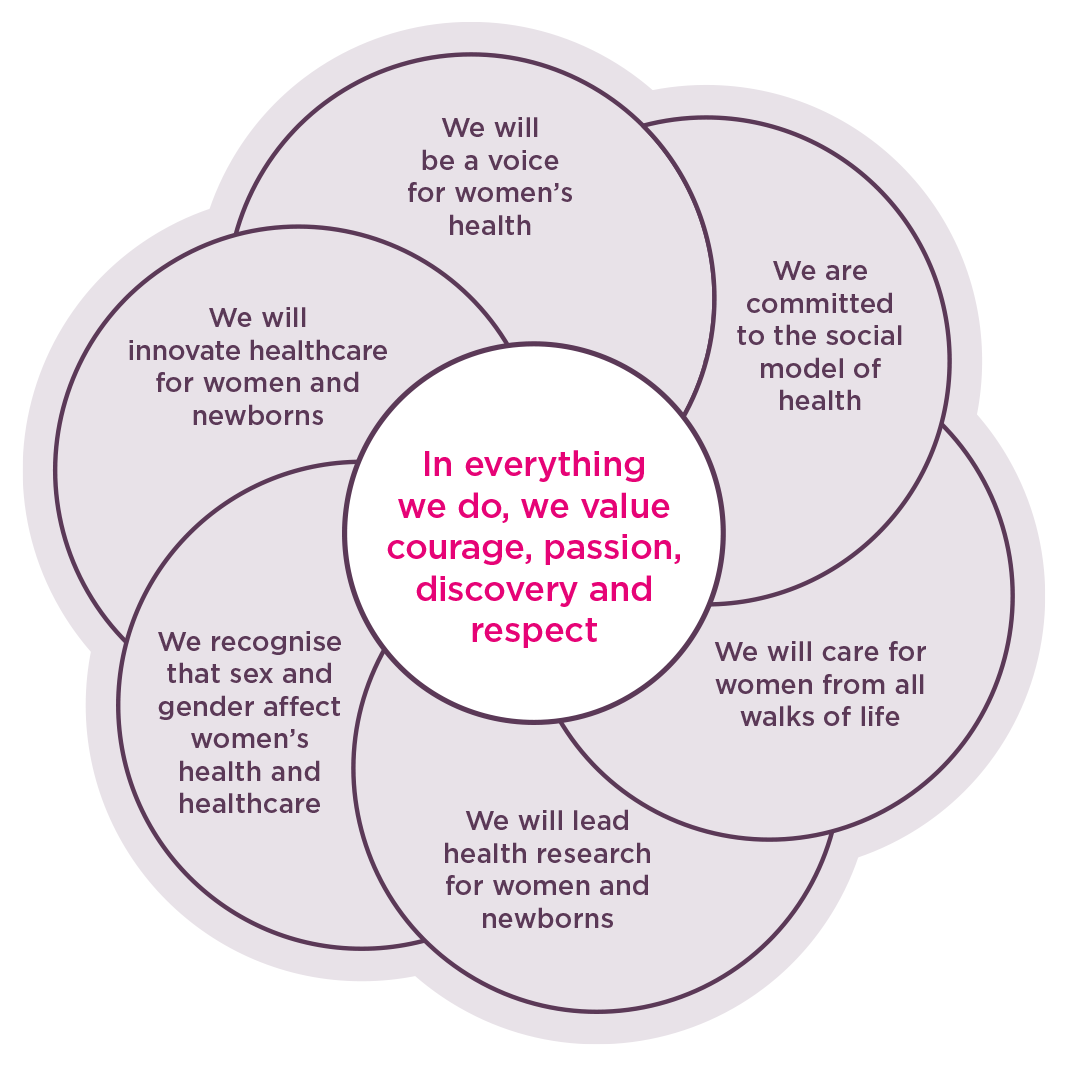 We will
be a voice
for women's
health
We are
committed
to the social
model of
health
We will care for
women from all
walks of life
We will lead
health research
for women and
newborns
We recognise
that sex and
gender affect
women's
health and
healthcare
We will
innovate healthcare
for women and
newborns
In everything
we do, we value
courage, passion,
discovery and
respect